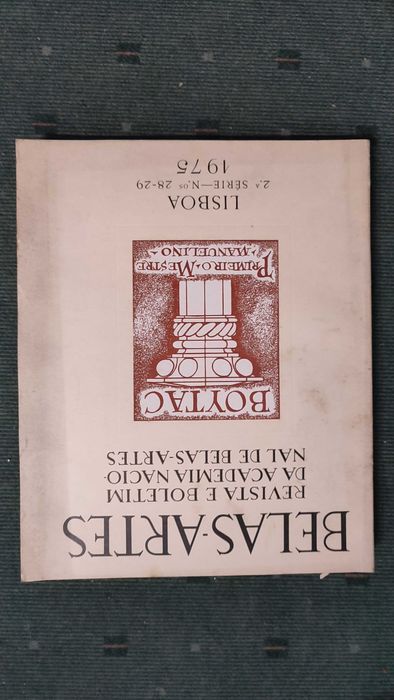 BELAS-ARTES
REVISTA E BOLETIM
DA ACADEMIA NACIO-
NAL DE BELAS-ARTES
BOYTAC
PRIMEIRO·MESTRE
·MANUELINO·
LISBOA
2.ª SÉRIE—N.os 28-29
1975